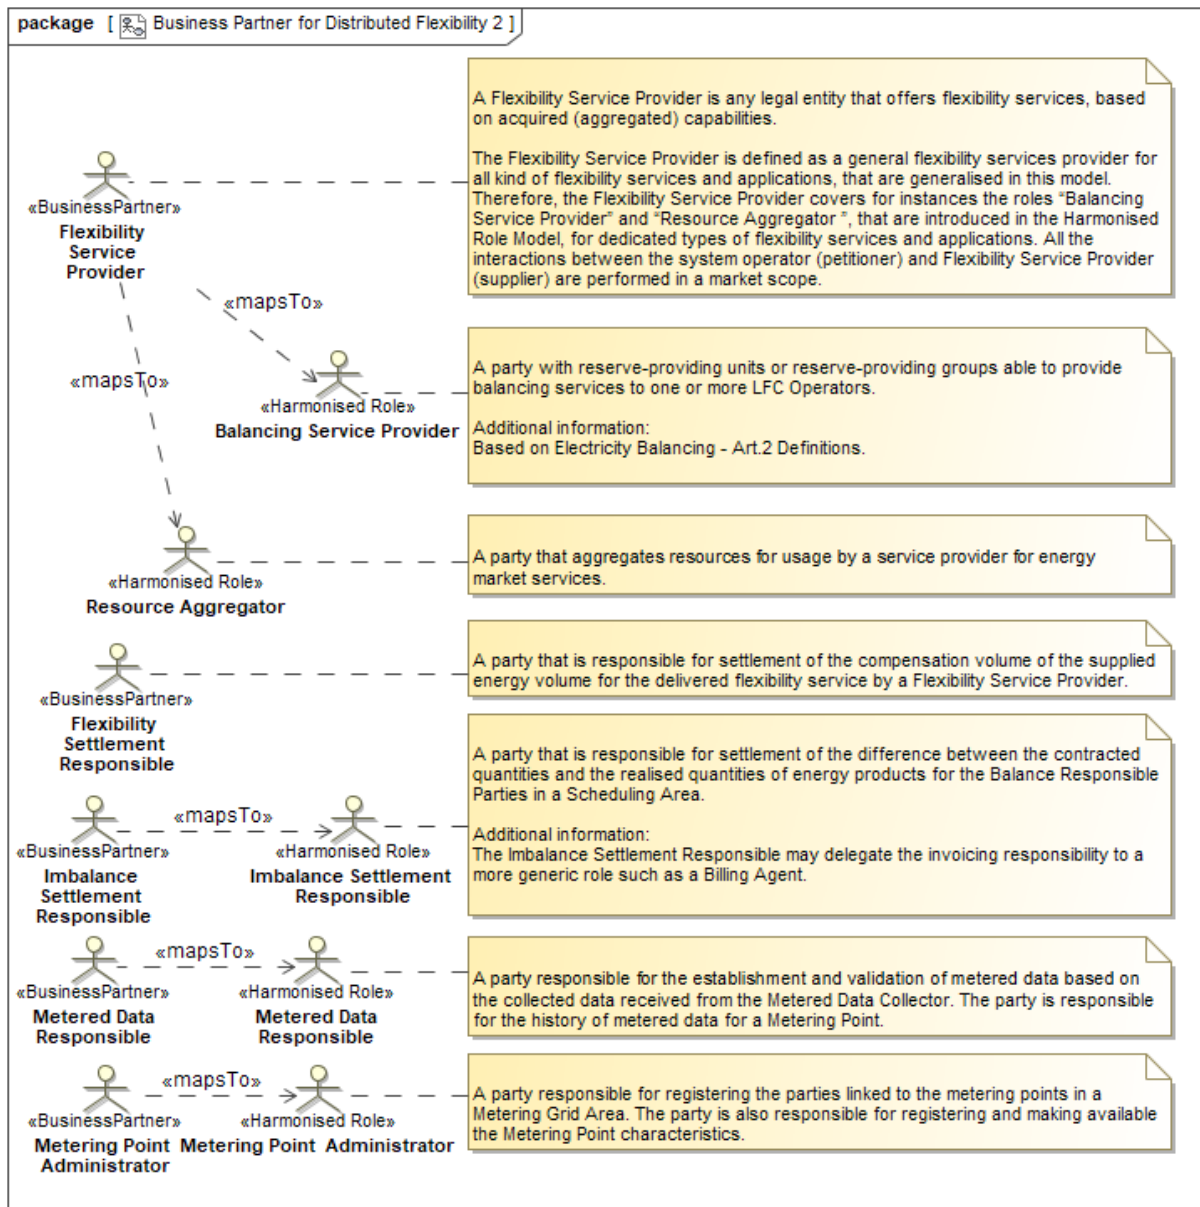 package [ Business Partner for Distributed Flexibility 2 ]
A Flexibility Service Provider is any legal entity that offers flexibility services, based
on acquired (aggregated) capabilities.
The Flexibility Service Provider is defined as a general flexibility services provider for
all kind of flexibility services and applications, that are generalised in this model.
Therefore, the Flexibility Service Provider covers for instances the roles “Balancing
Service Provider” and “Resource Aggregator ”, that are introduced in the Harmonised
Role Model, for dedicated types of flexibility services and applications. All the
interactions between the system operator (petitioner) and Flexibility Service Provider
(supplier) are performed in a market scope.
«BusinessPartner»
Flexibility
Service
Provider
«mapsTo»
«mapsTo»
«Harmonised Role»
Balancing Service Provider
A party with reserve-providing units or reserve-providing groups able to provide
balancing services to one or more LFC Operators.
Additional information:
Based on Electricity Balancing - Art.2 Definitions.
«Harmonised Role»
Resource Aggregator
A party that aggregates resources for usage by a service provider for energy
market services.
«BusinessPartner»
Flexibility
Settlement
Responsible
A party that is responsible for settlement of the compensation volume of the supplied
energy volume for the delivered flexibility service by a Flexibility Service Provider.
«BusinessPartner»
Imbalance
Settlement
Responsible
«mapsTo»
«Harmonised Role»
Imbalance Settlement
Responsible
A party that is responsible for settlement of the difference between the contracted
quantities and the realised quantities of energy products for the Balance Responsible
Parties in a Scheduling Area.
Additional information:
The Imbalance Settlement Responsible may delegate the invoicing responsibility to a
more generic role such as a Billing Agent.
«BusinessPartner»
Metered Data
Responsible
«mapsTo»
«Harmonised Role»
Metered Data
Responsible
A party responsible for the establishment and validation of metered data based on
the collected data received from the Metered Data Collector. The party is responsible
for the history of metered data for a Metering Point.
«BusinessPartner»
Metering Point
Administrator
«mapsTo»
«Harmonised Role»
Metering Point Administrator
A party responsible for registering the parties linked to the metering points in a
Metering Grid Area. The party is also responsible for registering and making available
the Metering Point characteristics.